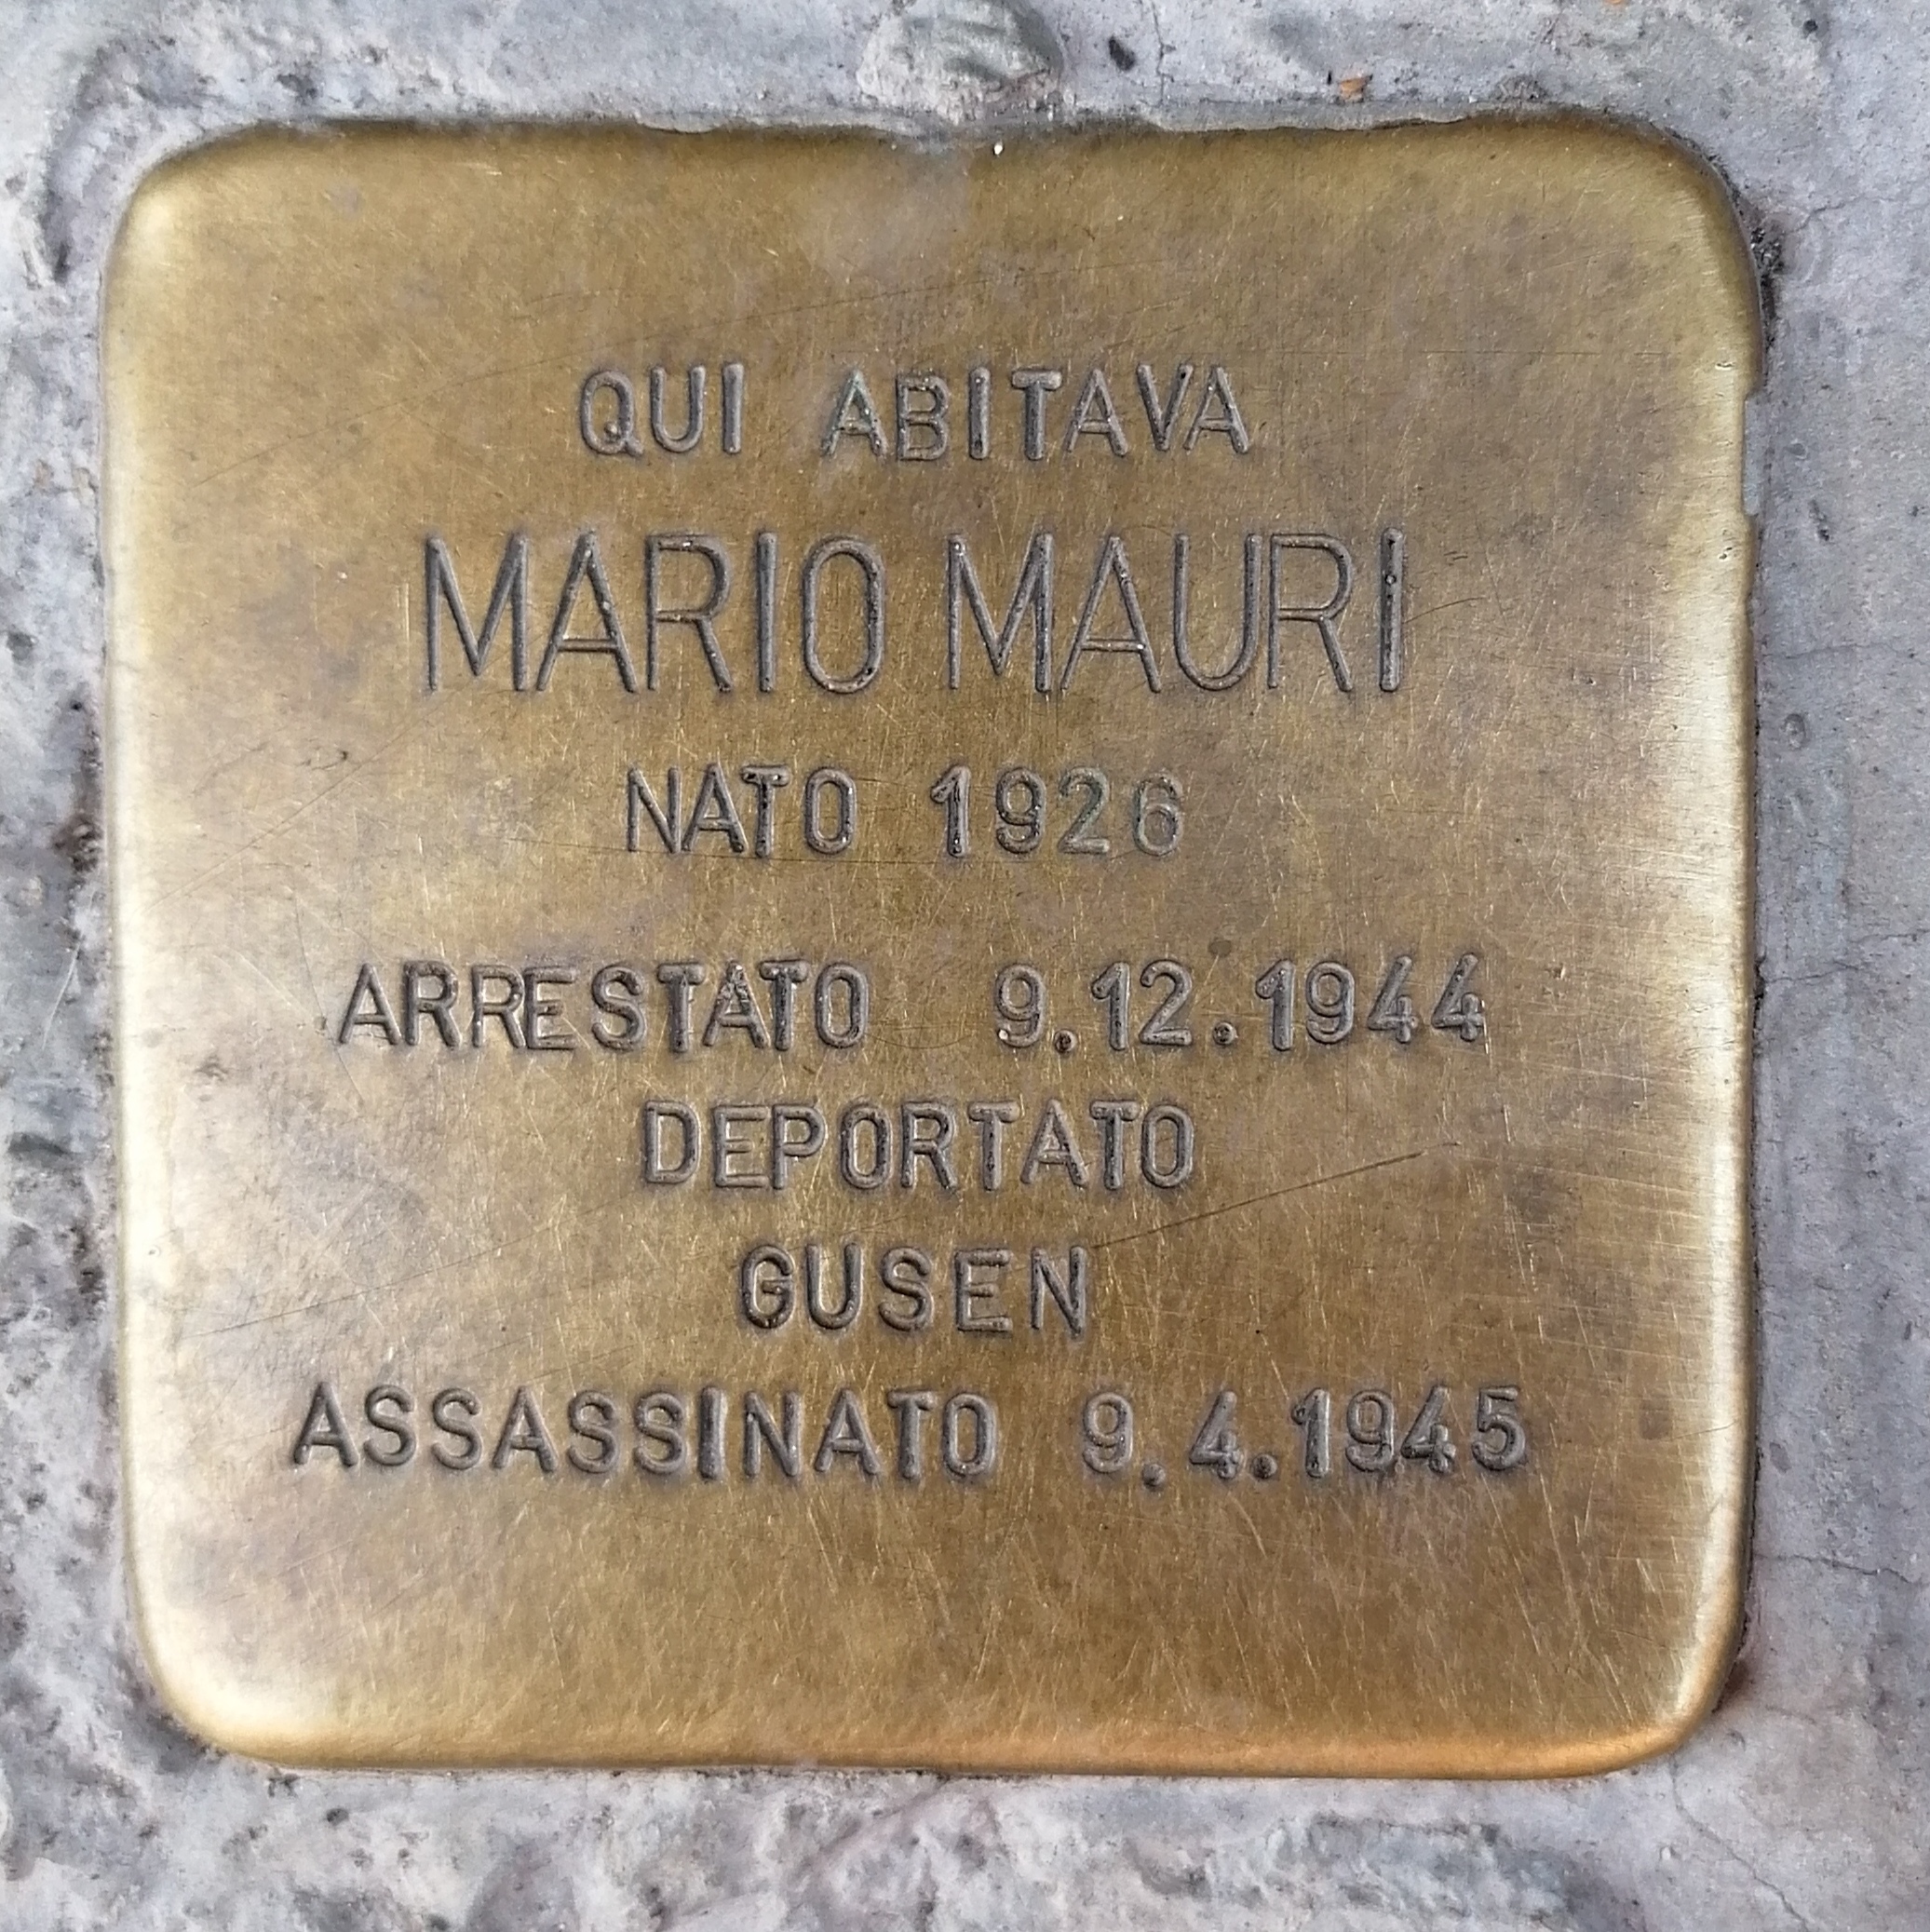 QUI ABITAVA
MARIO MAURI
NATO 1926
ARRESTATO 9.12.1944
DEPORTATO
GUSEN
ASSASSINATO 9.4.1945